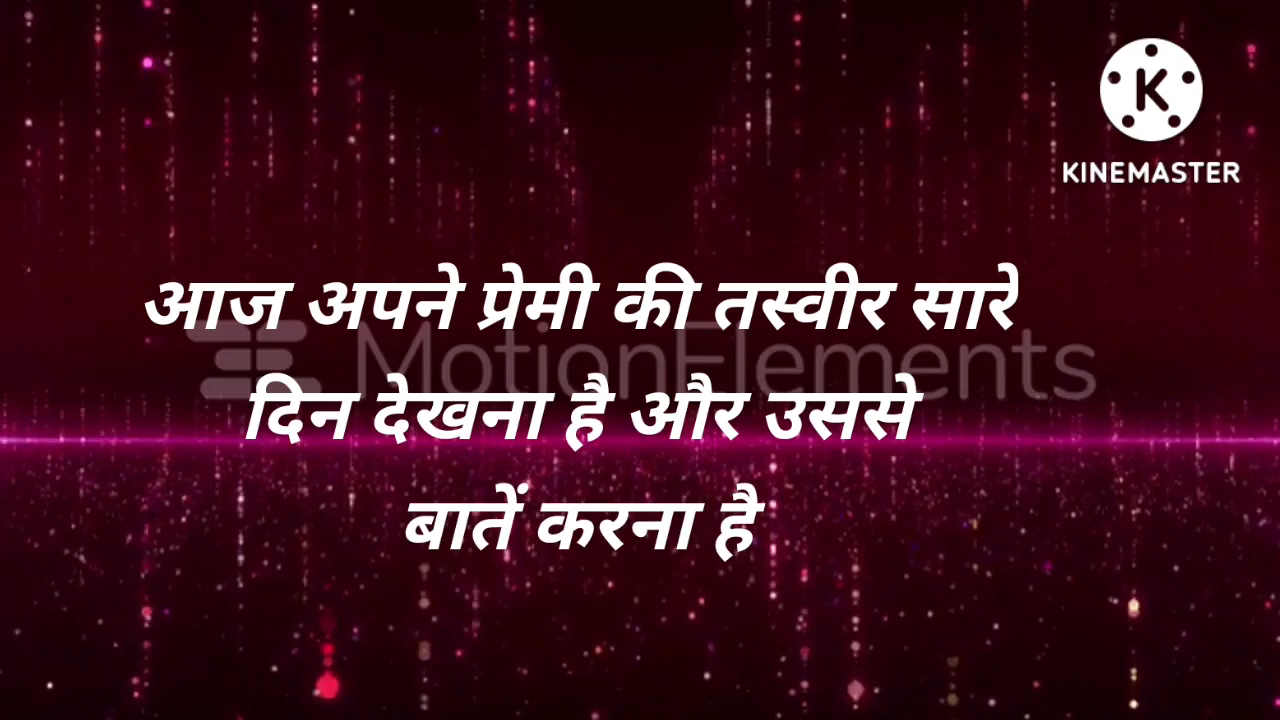 KINEMASTER
MotionElements
आज अपने प्रेमी की तस्वीर सारे
दिन देखना है और उससे
बातें करना है